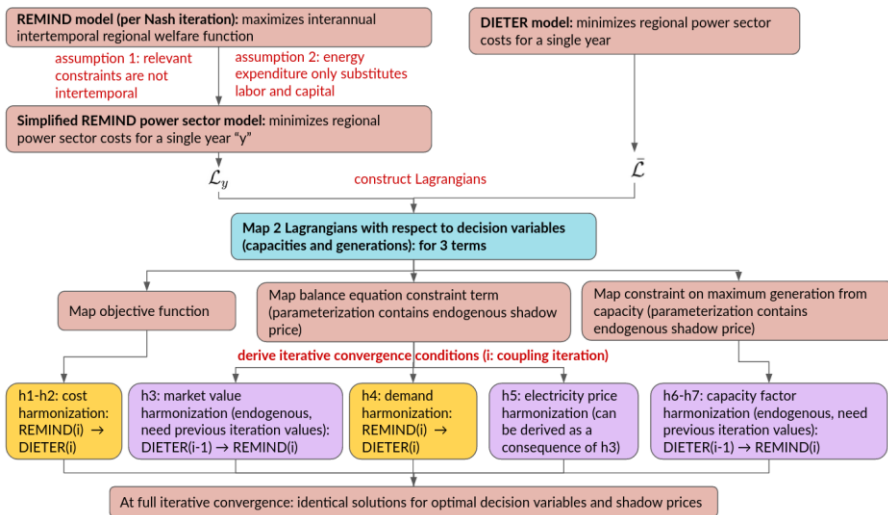 REMIND model (per Nash iteration): maximizes interannual
intertemporal regional welfare function
DIETER model: minimizes regional power sector
costs for a single year
assumption 1: relevant
constraints are not
intertemporal
assumption 2: energy
expenditure only substitutes
labor and capital
Simplified REMIND power sector model: minimizes regional
power sector costs for a single year “y”
ℒ_y
construct Lagrangians
ℒ̄
Map 2 Lagrangians with respect to decision variables
(capacities and generations): for 3 terms
Map objective function
Map balance equation constraint term
(parameterization contains endogenous shadow
price)
Map constraint on maximum generation from
capacity (parameterization contains
endogenous shadow price)
derive iterative convergence conditions (i: coupling iteration)
h1-h2: cost
harmonization:
REMIND(i) →
DIETER(i)
h3: market value
harmonization (endogenous,
need previous iteration values):
DIETER(i-1) → REMIND(i)
h4: demand
harmonization:
REMIND(i) →
DIETER(i)
h5: electricity price
harmonization (can
be derived as a
consequence of h3)
h6-h7: capacity factor
harmonization (endogenous, need
previous iteration values):
DIETER(i-1) → REMIND(i)
At full iterative convergence: identical solutions for optimal decision variables and shadow prices